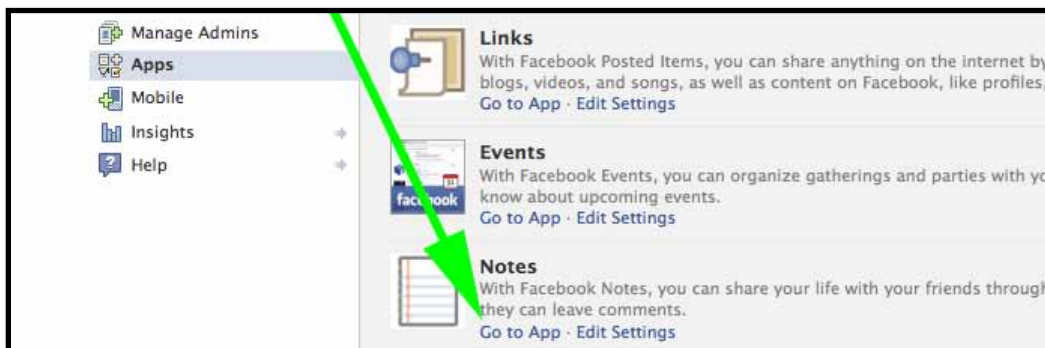 Manage Admins
Apps
Mobile
Insights
Help
Links
With Facebook Posted Items, you can share anything on the internet by
blogs, videos, and songs, as well as content on Facebook, like profiles,
Go to App · Edit Settings
31
facebook
Events
With Facebook Events, you can organize gatherings and parties with yo
know about upcoming events.
Go to App · Edit Settings
Notes
With Facebook Notes, you can share your life with your friends through
they can leave comments.
Go to App · Edit Settings